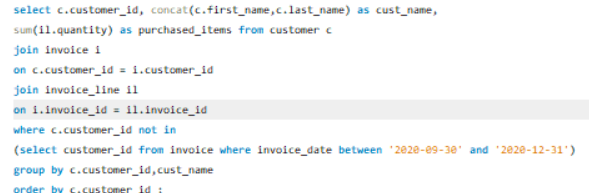 select c.customer_id, concat(c.first_name,c.last_name) as cust_name,
sum(il.quantity) as purchased_items from customer c
join invoice i
on c.customer_id = i.customer_id
join invoice_line il
on i.invoice_id = il.invoice_id
where c.customer_id not in
(select customer_id from invoice where invoice_date between '2020-09-30' and '2020-12-31')
group by c.customer_id,cust_name
order by c.customer_id ;